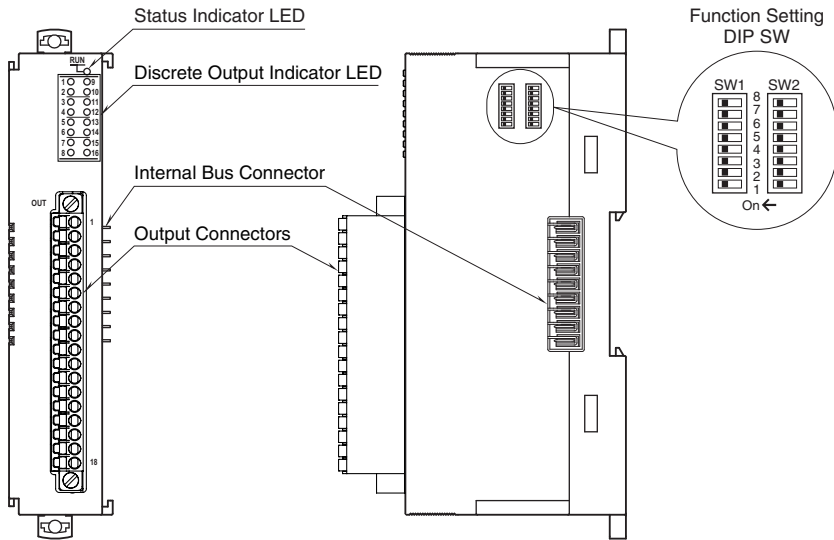 Status Indicator LED
Function Setting
DIP SW
RUN
Discrete Output Indicator LED
1 9
2 10
3 11
4 12
5 13
6 14
7 15
8 16
SW1 SW2
8
7
6
5
4
3
2
1
On ←
Internal Bus Connector
OUT
1
Output Connectors
18